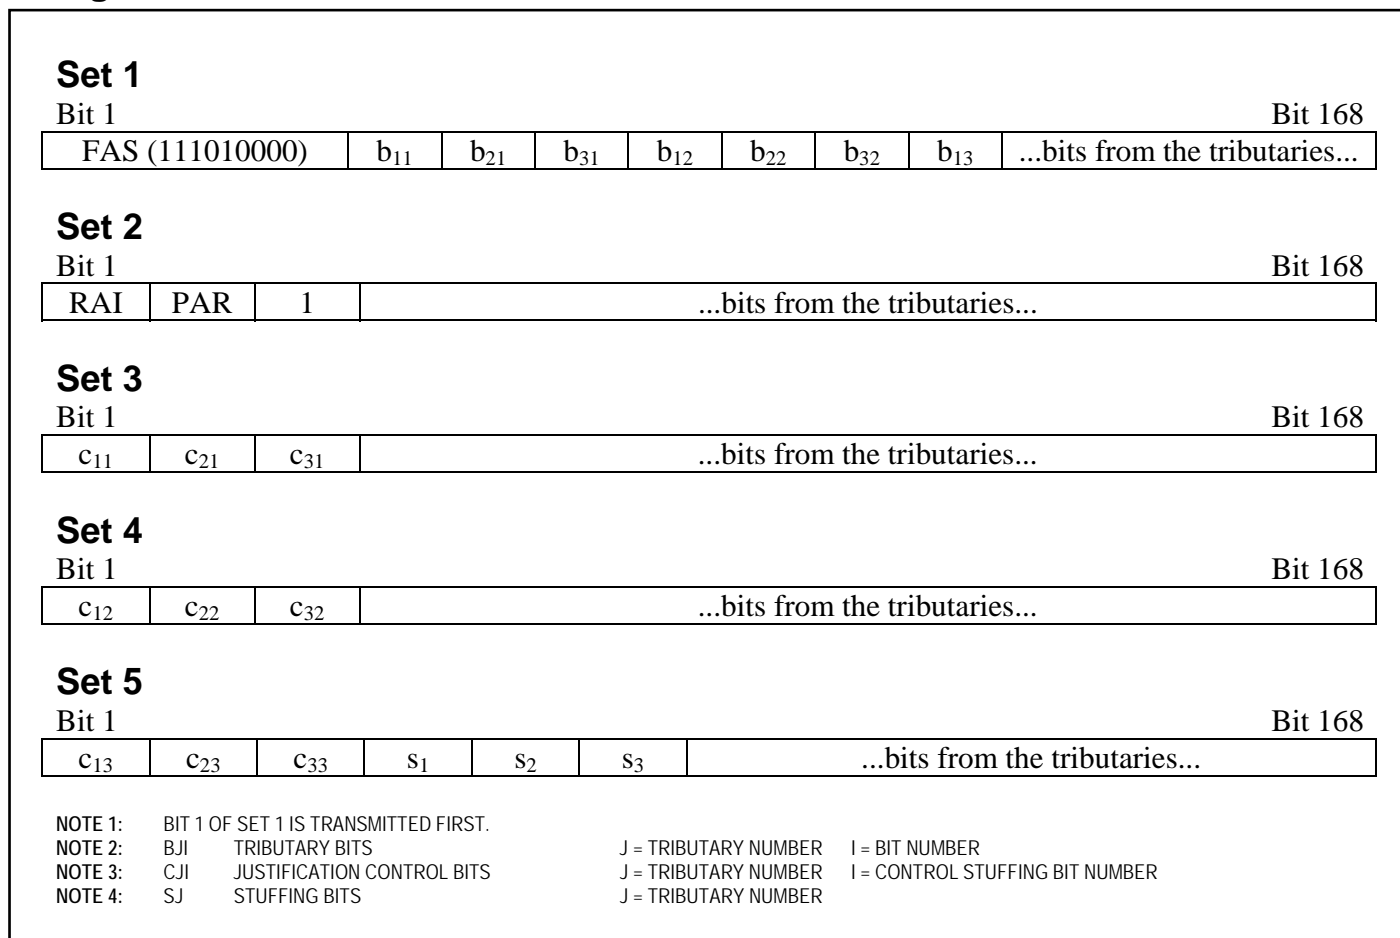 Set 1
Bit 1 Bit 168
FAS (111010000) b11 b21 b31 b12 b22 b32 b13 ...bits from the tributaries...
Set 2
Bit 1 Bit 168
RAI PAR 1 ...bits from the tributaries...
Set 3
Bit 1 Bit 168
c11 c21 c31 ...bits from the tributaries...
Set 4
Bit 1 Bit 168
c12 c22 c32 ...bits from the tributaries...
Set 5
Bit 1 Bit 168
c13 c23 c33 s1 s2 s3 ...bits from the tributaries...
NOTE 1: BIT 1 OF SET 1 IS TRANSMITTED FIRST.
NOTE 2: BJI TRIBUTARY BITS J = TRIBUTARY NUMBER I = BIT NUMBER
NOTE 3: CJI JUSTIFICATION CONTROL BITS J = TRIBUTARY NUMBER I = CONTROL STUFFING BIT NUMBER
NOTE 4: SJ STUFFING BITS J = TRIBUTARY NUMBER